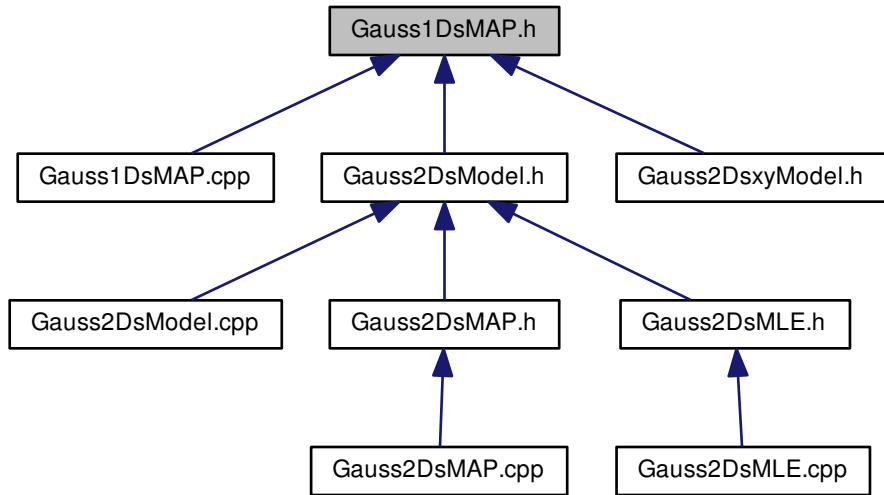 Gauss1DsMAP.h
Gauss1DsMAP.cpp
Gauss2DsModel.h
Gauss2DsxyModel.h
Gauss2DsModel.cpp
Gauss2DsMAP.h
Gauss2DsMLE.h
Gauss2DsMAP.cpp
Gauss2DsMLE.cpp